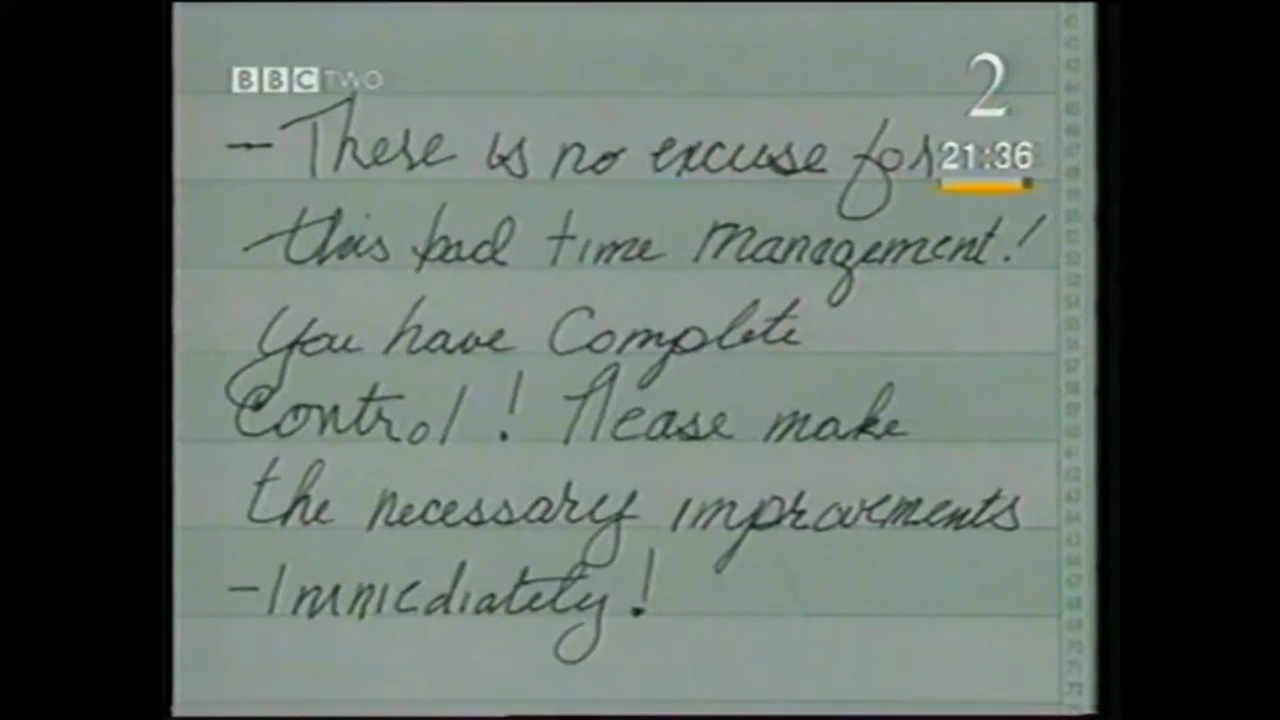 BBC TWO
2
– There is no excuse for
21:36
this bad time management!
You have Complete
Control! Please make
the necessary improvements
– Immediately!